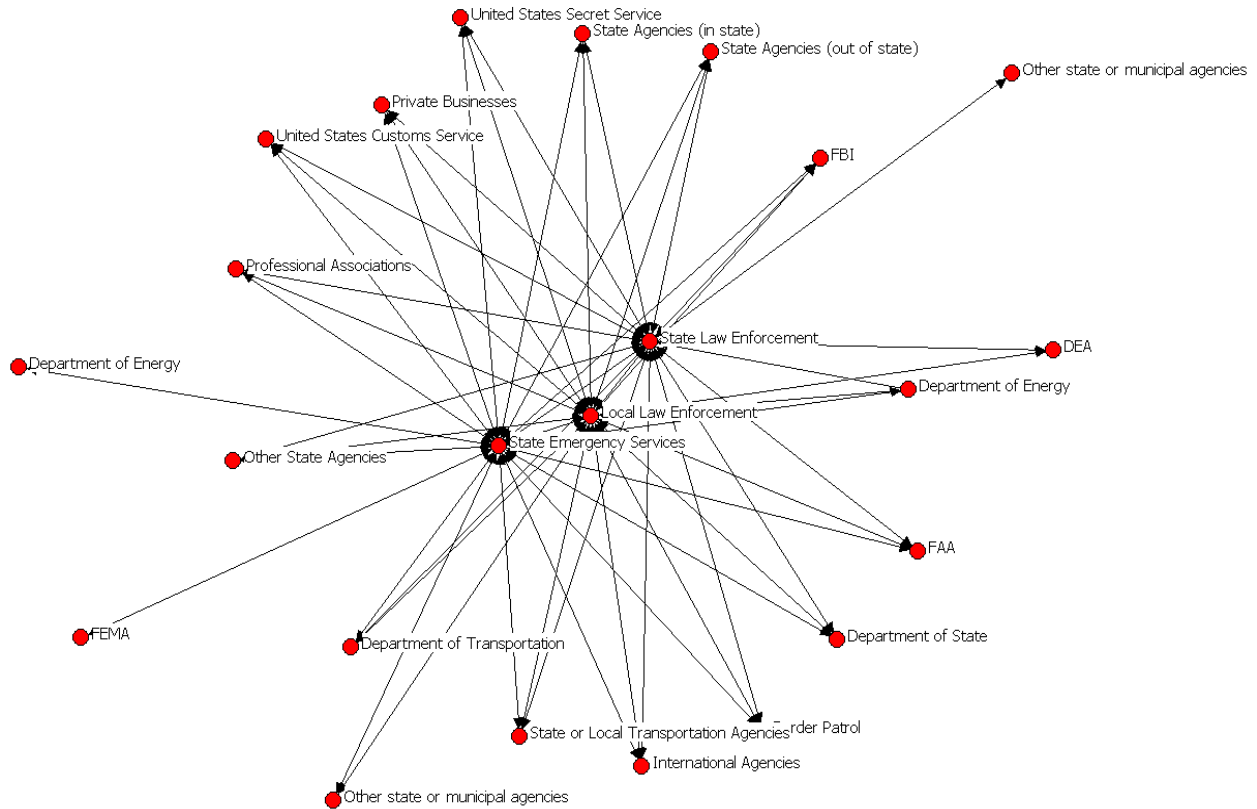 United States Secret Service
State Agencies (in state)
State Agencies (out of state)
Other state or municipal agencies
Private Businesses
United States Customs Service
FBI
Professional Associations
State Law Enforcement
DEA
Department of Energy
Department of Energy
Local Law Enforcement
State Emergency Services
Other State Agencies
FAA
FEMA
Department of Transportation
Department of State
State or Local Transportation Agencies
Patrol
International Agencies
Other state or municipal agencies